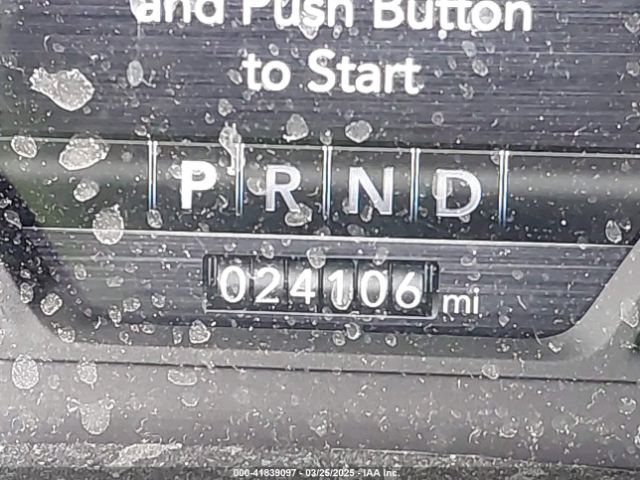 and Push Button
to Start
P R N D
024106 mi
000-41839097 - 03/25/2025 - IAA Inc.